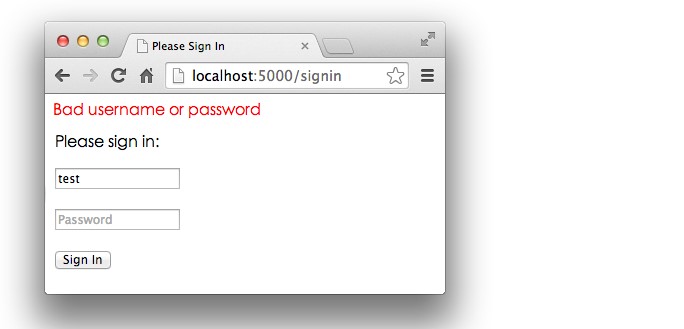 Please Sign In
localhost:5000/signin
Bad username or password
Please sign in:
test
Password
Sign In